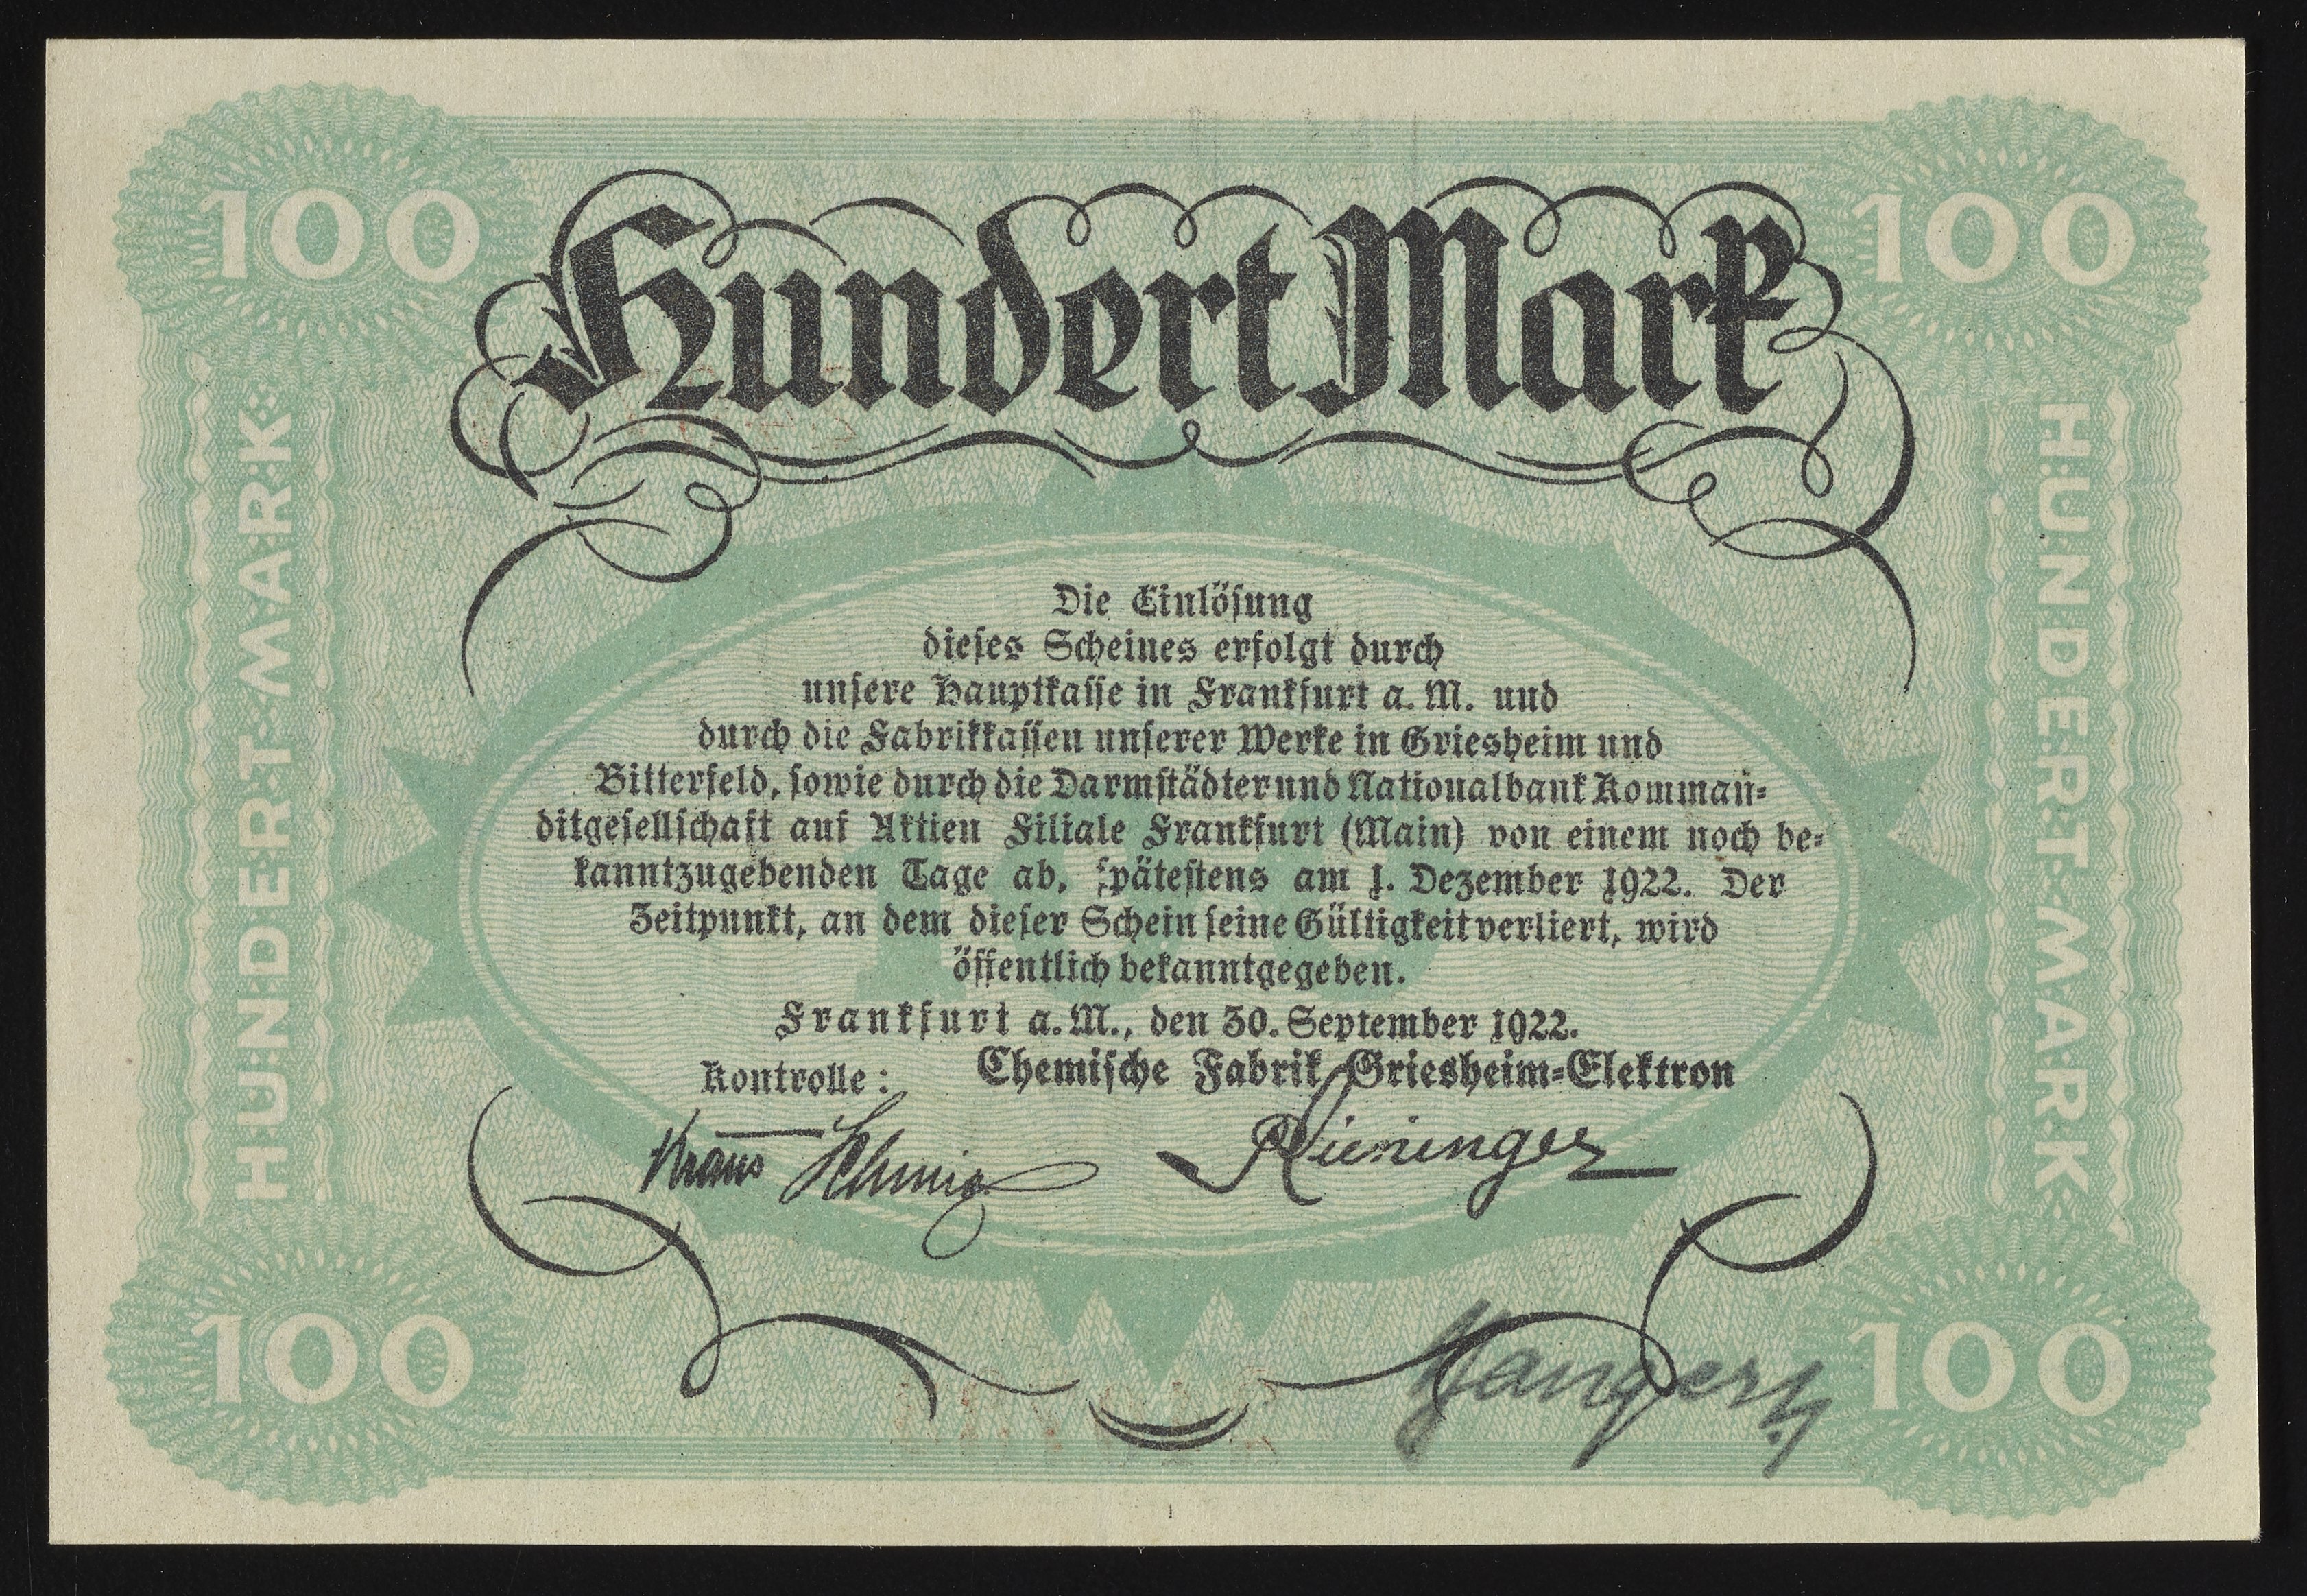 100
100
Hundert Mark
HUNDERT·MARK
HUNDERT·MARK
Die Einlösung
dieses Scheines erfolgt durch
unsere Hauptkasse in Frankfurt a. M. und
durch die Fabrikkassen unserer Werke in Griesheim und
Bitterfeld, sowie durch die Darmstädter und Nationalbank Komman-
ditgesellschaft auf Aktien Filiale Frankfurt (Main) von einem noch be-
kanntzugebenden Tage ab, spätestens am 1. Dezember 1922. Der
Zeitpunkt, an dem dieser Schein seine Gültigkeit verliert, wird
öffentlich bekanntgegeben.
Frankfurt a. M., den 30. September 1922.
Kontrolle: Chemische Fabrik Griesheim-Elektron
Kraus
100
100